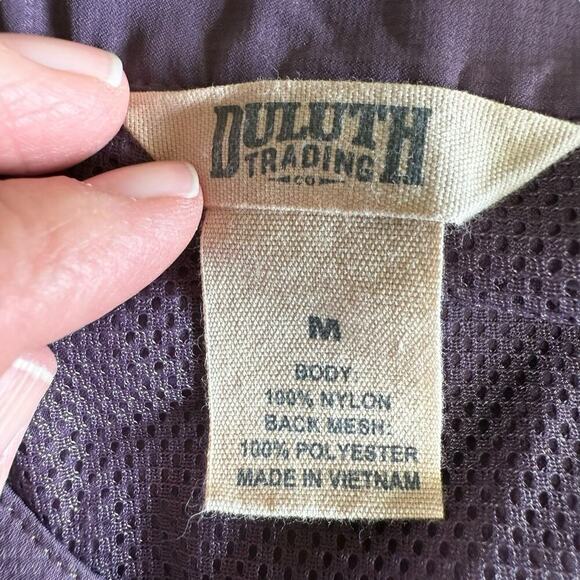 DULUTH
TRADING
CO
M
BODY:
100% NYLON
BACK MESH:
100% POLYESTER
MADE IN VIETNAM